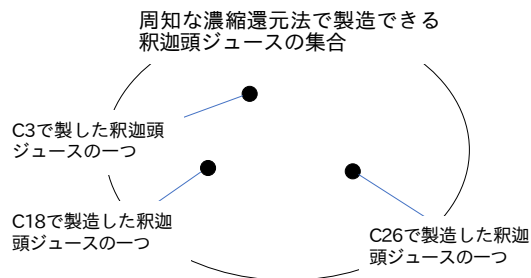 周知な濃縮還元法で製造できる
釈迦頭ジュースの集合
C3で製した釈迦頭
ジュースの一つ
C18で製造した釈迦
頭ジュースの一つ
C26で製造した釈迦
頭ジュースの一つ